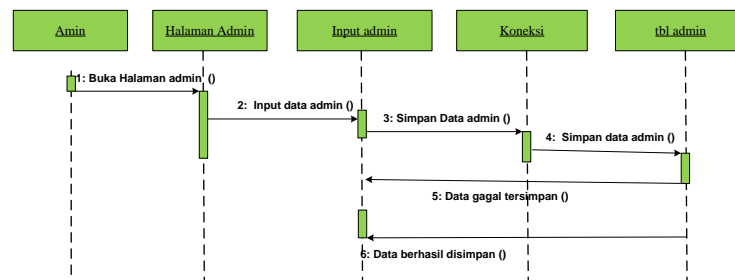 Amin
Halaman Admin
Input admin
Koneksi
tbl admin
1: Buka Halaman admin ()
2: Input data admin ()
3: Simpan Data admin ()
4: Simpan data admin ()
5: Data gagal tersimpan ()
6: Data berhasil disimpan ()